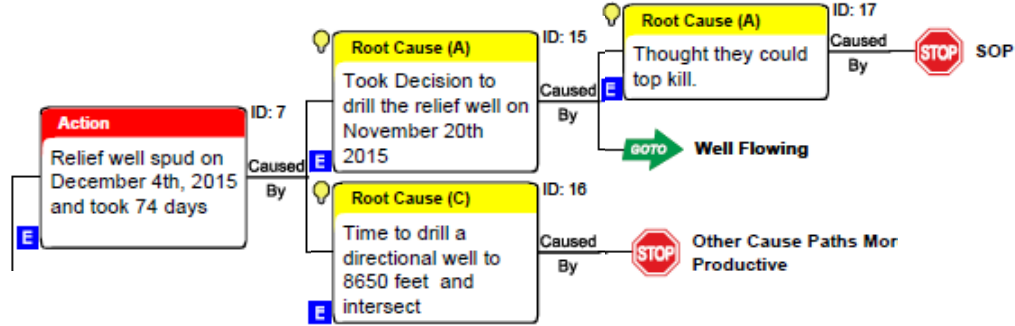 Root Cause (A)
ID: 17
Thought they could
top kill.
Caused
By
STOP
SOP
Root Cause (A)
ID: 15
Took Decision to
drill the relief well on
November 20th
2015
E
Caused
By
E
GOTO
Well Flowing
Action
ID: 7
Relief well spud on
December 4th, 2015
and took 74 days
E
Caused
By
Root Cause (C)
ID: 16
Time to drill a
directional well to
8650 feet and
intersect
E
Caused
By
STOP
Other Cause Paths Mor
Productive